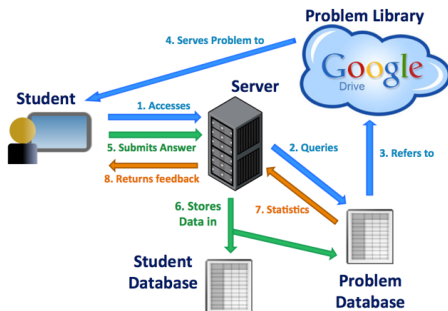 Problem Library
4. Serves Problem to
Google
Drive
Student
Server
1. Accesses
5. Submits Answer
8. Returns feedback
2. Queries
3. Refers to
6. Stores
Data in
7. Statistics
Student
Database
Problem
Database